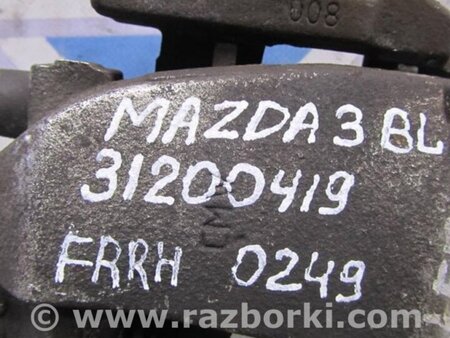 008
MAZDA 3 BL
31200419
FRRH 0249
www.razborki.com